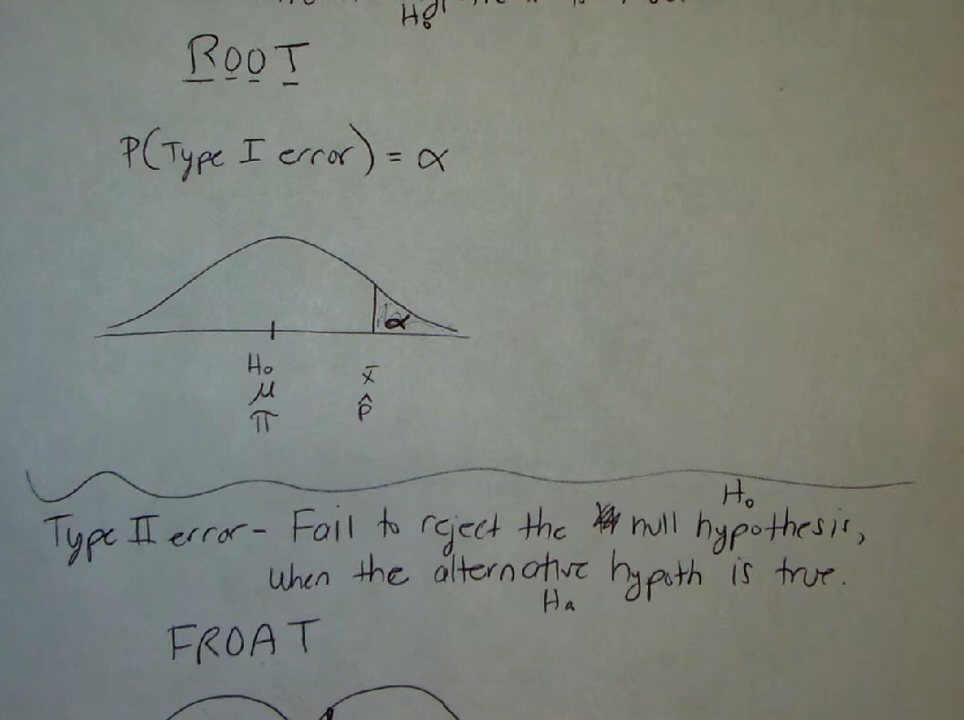 H₀
ROOT
P(Type I error) = α
α
H₀ x̄
μ p̂
π
H₀
Type II error - Fail to reject the null hypothesis,
when the alternative hypoth is true.
Hₐ
FROAT